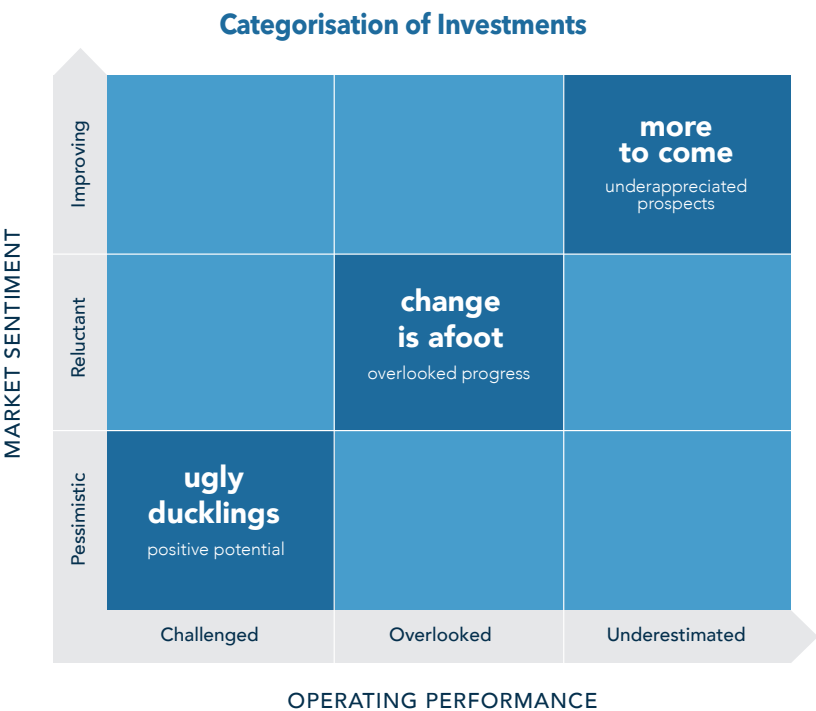 Categorisation of Investments
MARKET SENTIMENT
Improving
more
to come
underappreciated
prospects
Reluctant
change
is afoot
overlooked progress
Pessimistic
ugly
ducklings
positive potential
Challenged
Overlooked
Underestimated
OPERATING PERFORMANCE